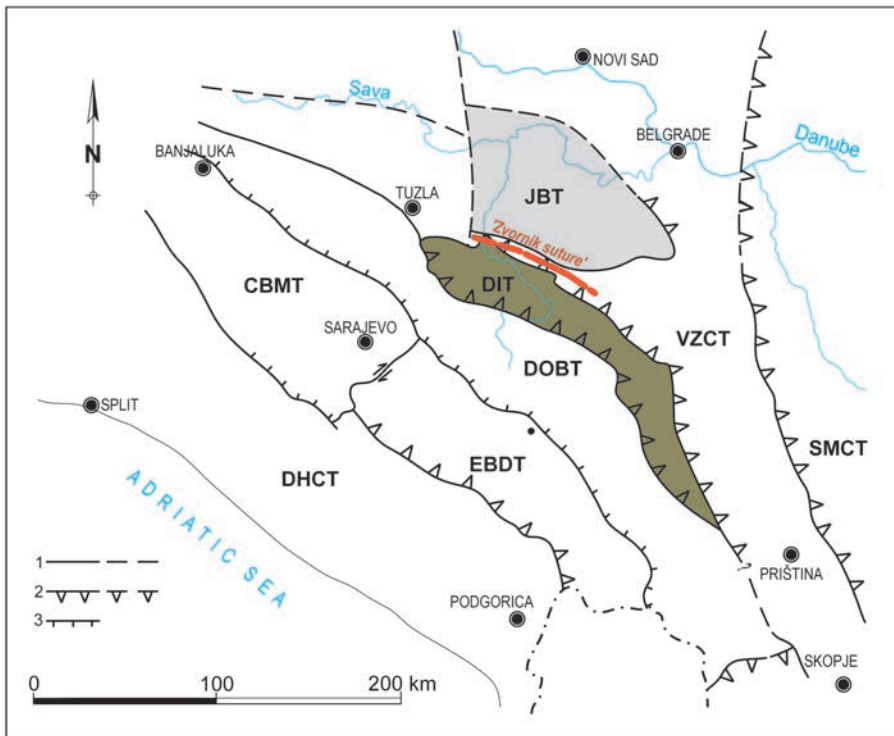 NOVI SAD
Sava
BELGRADE
Danube
N
BANJALUKA
TUZLA
JBT
'Zvornik suture'
CBMT
DIT
SARAJEVO
DOBT
VZCT
SPLIT
EBDT
SMCT
DHCT
ADRIATIC SEA
1
2
3
PRIŠTINA
PODGORICA
SKOPJE
0 100 200 km